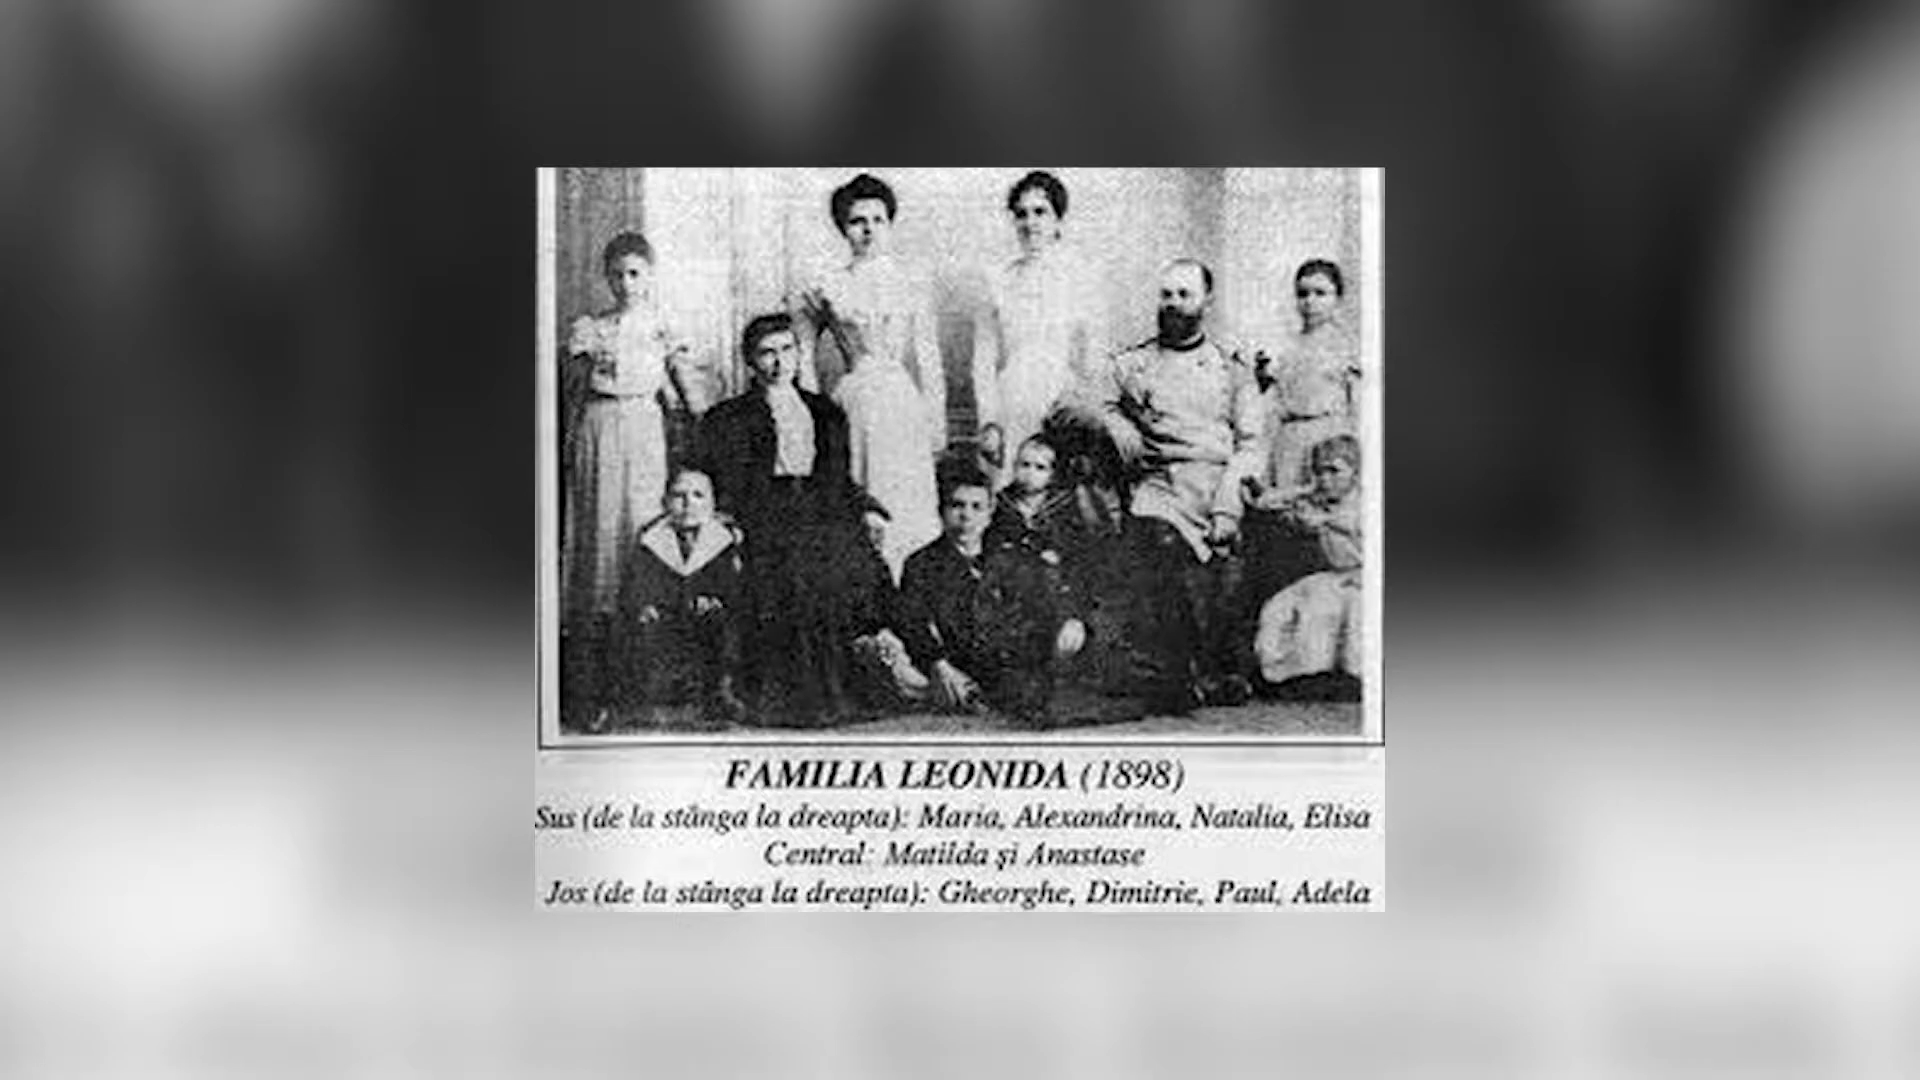 FAMILIA LEONIDA (1898)
Sus (de la stânga la dreapta): Maria, Alexandrina, Natalia, Elisa
Central: Matilda și Anastase
Jos (de la stânga la dreapta): Gheorghe, Dimitrie, Paul, Adela